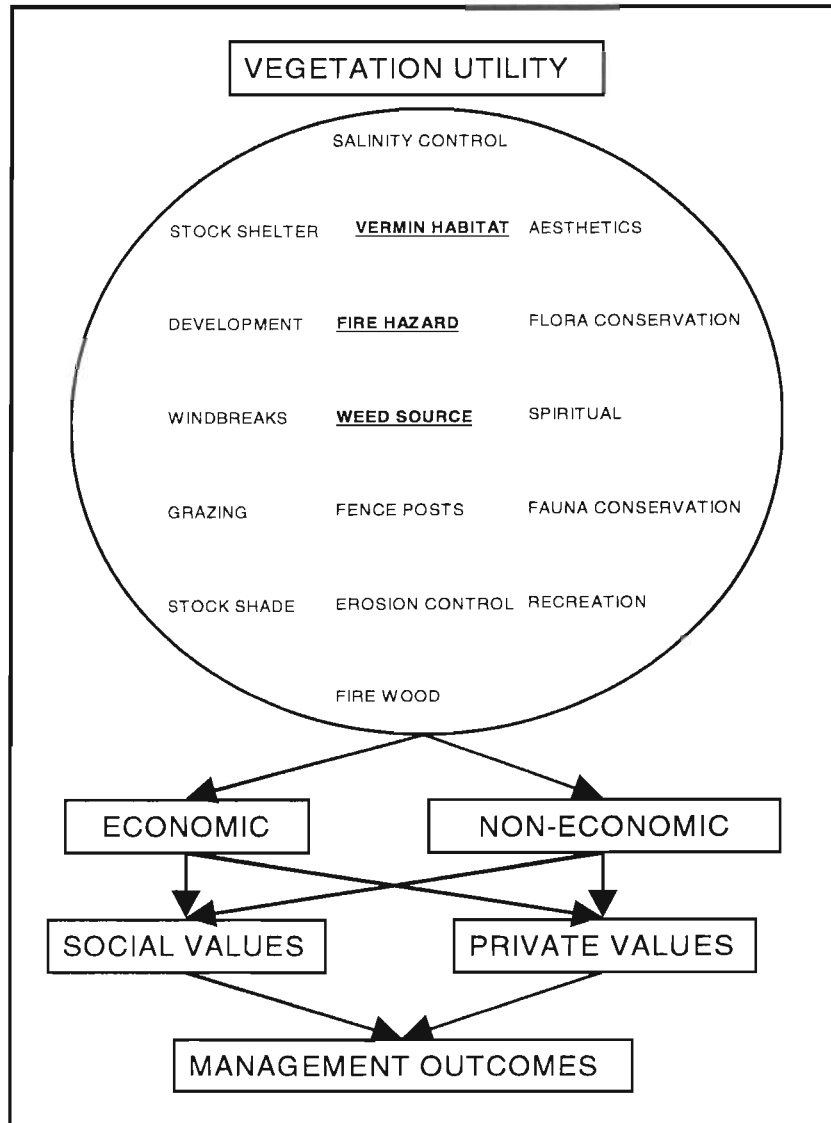 VEGETATION UTILITY
SALINITY CONTROL
STOCK SHELTER VERMIN HABITAT AESTHETICS
DEVELOPMENT FIRE HAZARD FLORA CONSERVATION
WINDBREAKS WEED SOURCE SPIRITUAL
GRAZING FENCE POSTS FAUNA CONSERVATION
STOCK SHADE EROSION CONTROL RECREATION
FIRE WOOD
ECONOMIC NON-ECONOMIC
SOCIAL VALUES PRIVATE VALUES
MANAGEMENT OUTCOMES